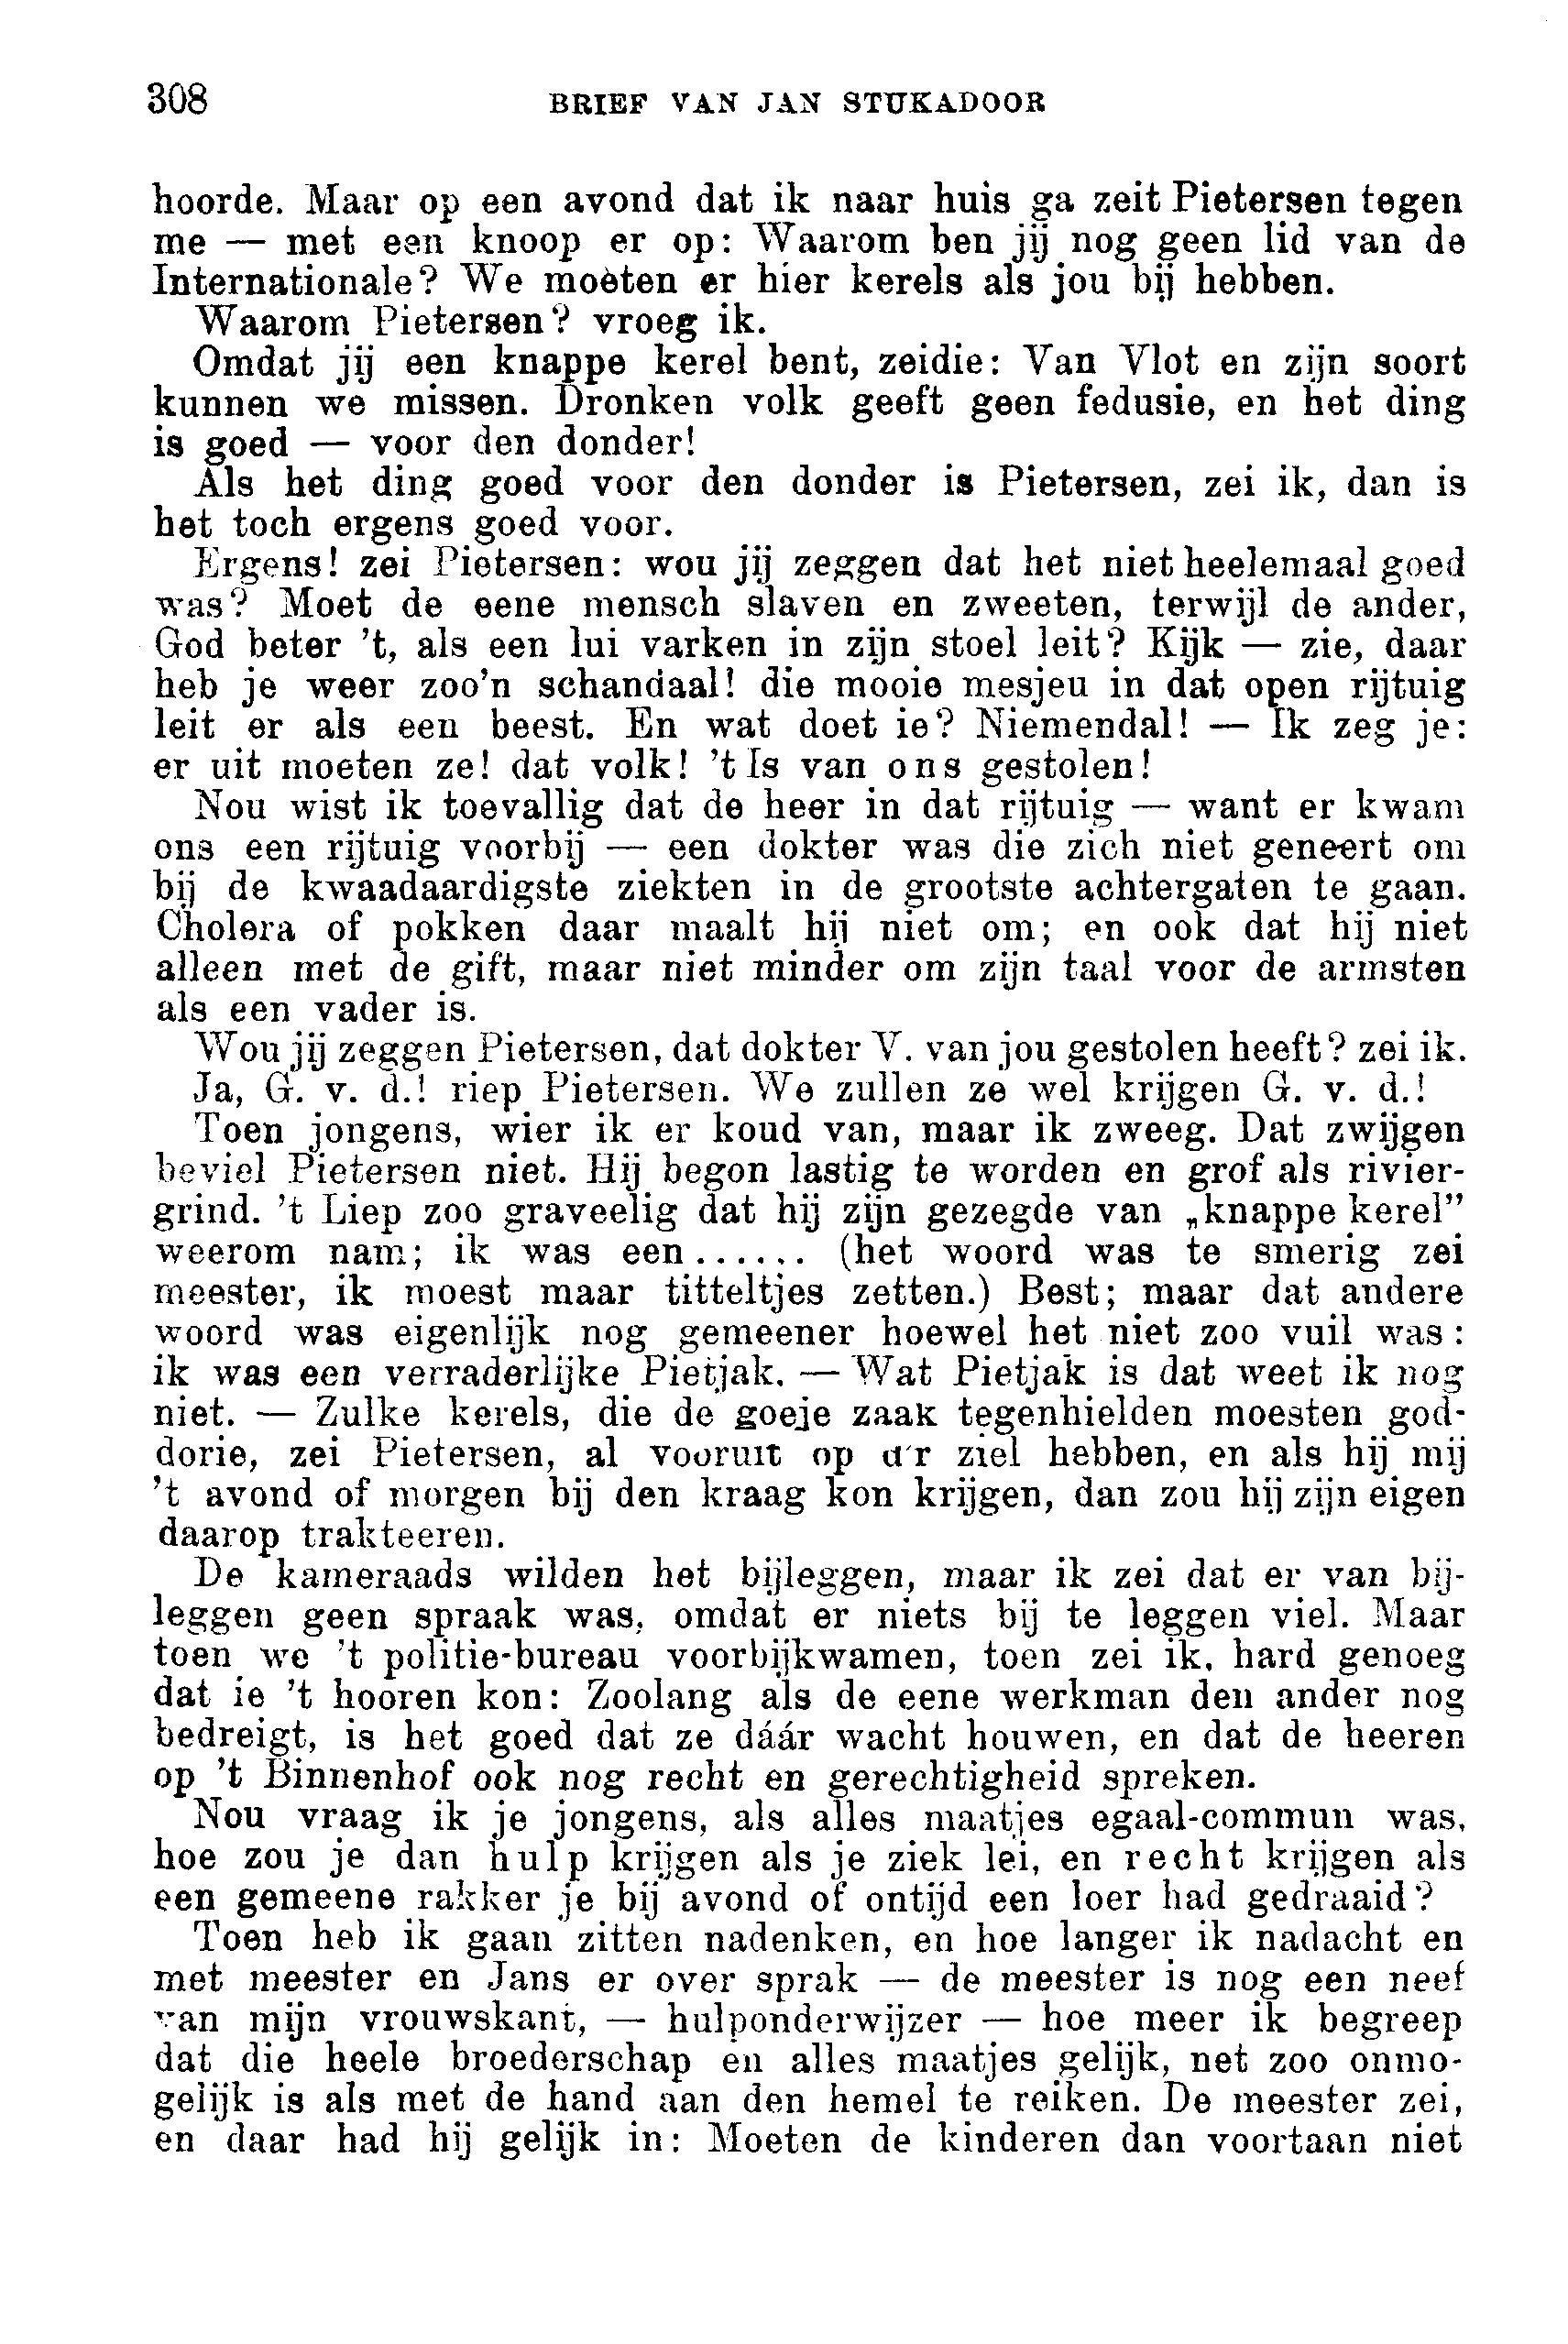 308 BRIEF VAN JAN STUKADOOR
hoorde. Maar op een avond dat ik naar huis ga zeit Pietersen tegen
me — met een knoop er op: Waarom ben jij nog geen lid van de
Internationale? We moèten er hier kerels als jou bij hebben.
Waarom Pietersen? vroeg ik.
Omdat jij een knappe kerel bent, zeidie: Van Vlot en zijn soort
kunnen we missen. Dronken volk geeft geen fedusie, en het ding
is goed — voor den donder!
Als het ding goed voor den donder is Pietersen, zei ik, dan is
het toch ergens goed voor.
Ergens! zei Pietersen: wou jij zeggen dat het niet heelemaal goed
was? Moet de eene mensch slaven en zweeten, terwijl de ander,
God beter 't, als een lui varken in zijn stoel leit? Kijk — zie, daar
heb je weer zoo'n schandaal! die mooie mesjeu in dat open rijtuig
leit er als een beest. En wat doet ie? Niemendal! — Ik zeg je:
er uit moeten ze! dat volk! 't Is van ons gestolen!
Nou wist ik toevallig dat de heer in dat rijtuig — want er kwam
ons een rijtuig voorbij — een dokter was die zich niet geneert om
bij de kwaadaardigste ziekten in de grootste achtergaten te gaan.
Cholera of pokken daar maalt hij niet om; en ook dat hij niet
alleen met de gift, maar niet minder om zijn taal voor de armsten
als een vader is.
Wou jij zeggen Pietersen, dat dokter V. van jou gestolen heeft? zei ik.
Ja, G. v. d.! riep Pietersen. We zullen ze wel krijgen G. v. d.!
Toen jongens, wier ik er koud van, maar ik zweeg. Dat zwijgen
beviel Pietersen niet. Hij begon lastig te worden en grof als rivier-
grind. 't Liep zoo graveelig dat hij zijn gezegde van „knappe kerel”
weerom nam; ik was een...... (het woord was te smerig zei
meester, ik moest maar titteltjes zetten.) Best; maar dat andere
woord was eigenlijk nog gemeener hoewel het niet zoo vuil was:
ik was een verraderlijke Pietjak. — Wat Pietjak is dat weet ik nog
niet. — Zulke kerels, die de goeje zaak tegenhielden moesten god-
dorie, zei Pietersen, al vooruit op d'r ziel hebben, en als hij mij
't avond of morgen bij den kraag kon krijgen, dan zou hij zijn eigen
daarop trakteeren.
De kameraads wilden het bijleggen, maar ik zei dat er van bij-
leggen geen spraak was, omdat er niets bij te leggen viel. Maar
toen we 't politie-bureau voorbijkwamen, toen zei ik, hard genoeg
dat ie 't hooren kon: Zoolang als de eene werkman den ander nog
bedreigt, is het goed dat ze dáár wacht houwen, en dat de heeren
op 't Binnenhof ook nog recht en gerechtigheid spreken.
Nou vraag ik je jongens, als alles maatjes egaal-commun was,
hoe zou je dan hulp krijgen als je ziek lei, en recht krijgen als
een gemeene rakker je bij avond of ontijd een loer had gedraaid?
Toen heb ik gaan zitten nadenken, en hoe langer ik nadacht en
met meester en Jans er over sprak — de meester is nog een neef
van mijn vrouwskant, — hulponderwijzer — hoe meer ik begreep
dat die heele broederschap én alles maatjes gelijk, net zoo onmo-
gelijk is als met de hand aan den hemel te reiken. De meester zei,
en daar had hij gelijk in: Moeten de kinderen dan voortaan niet